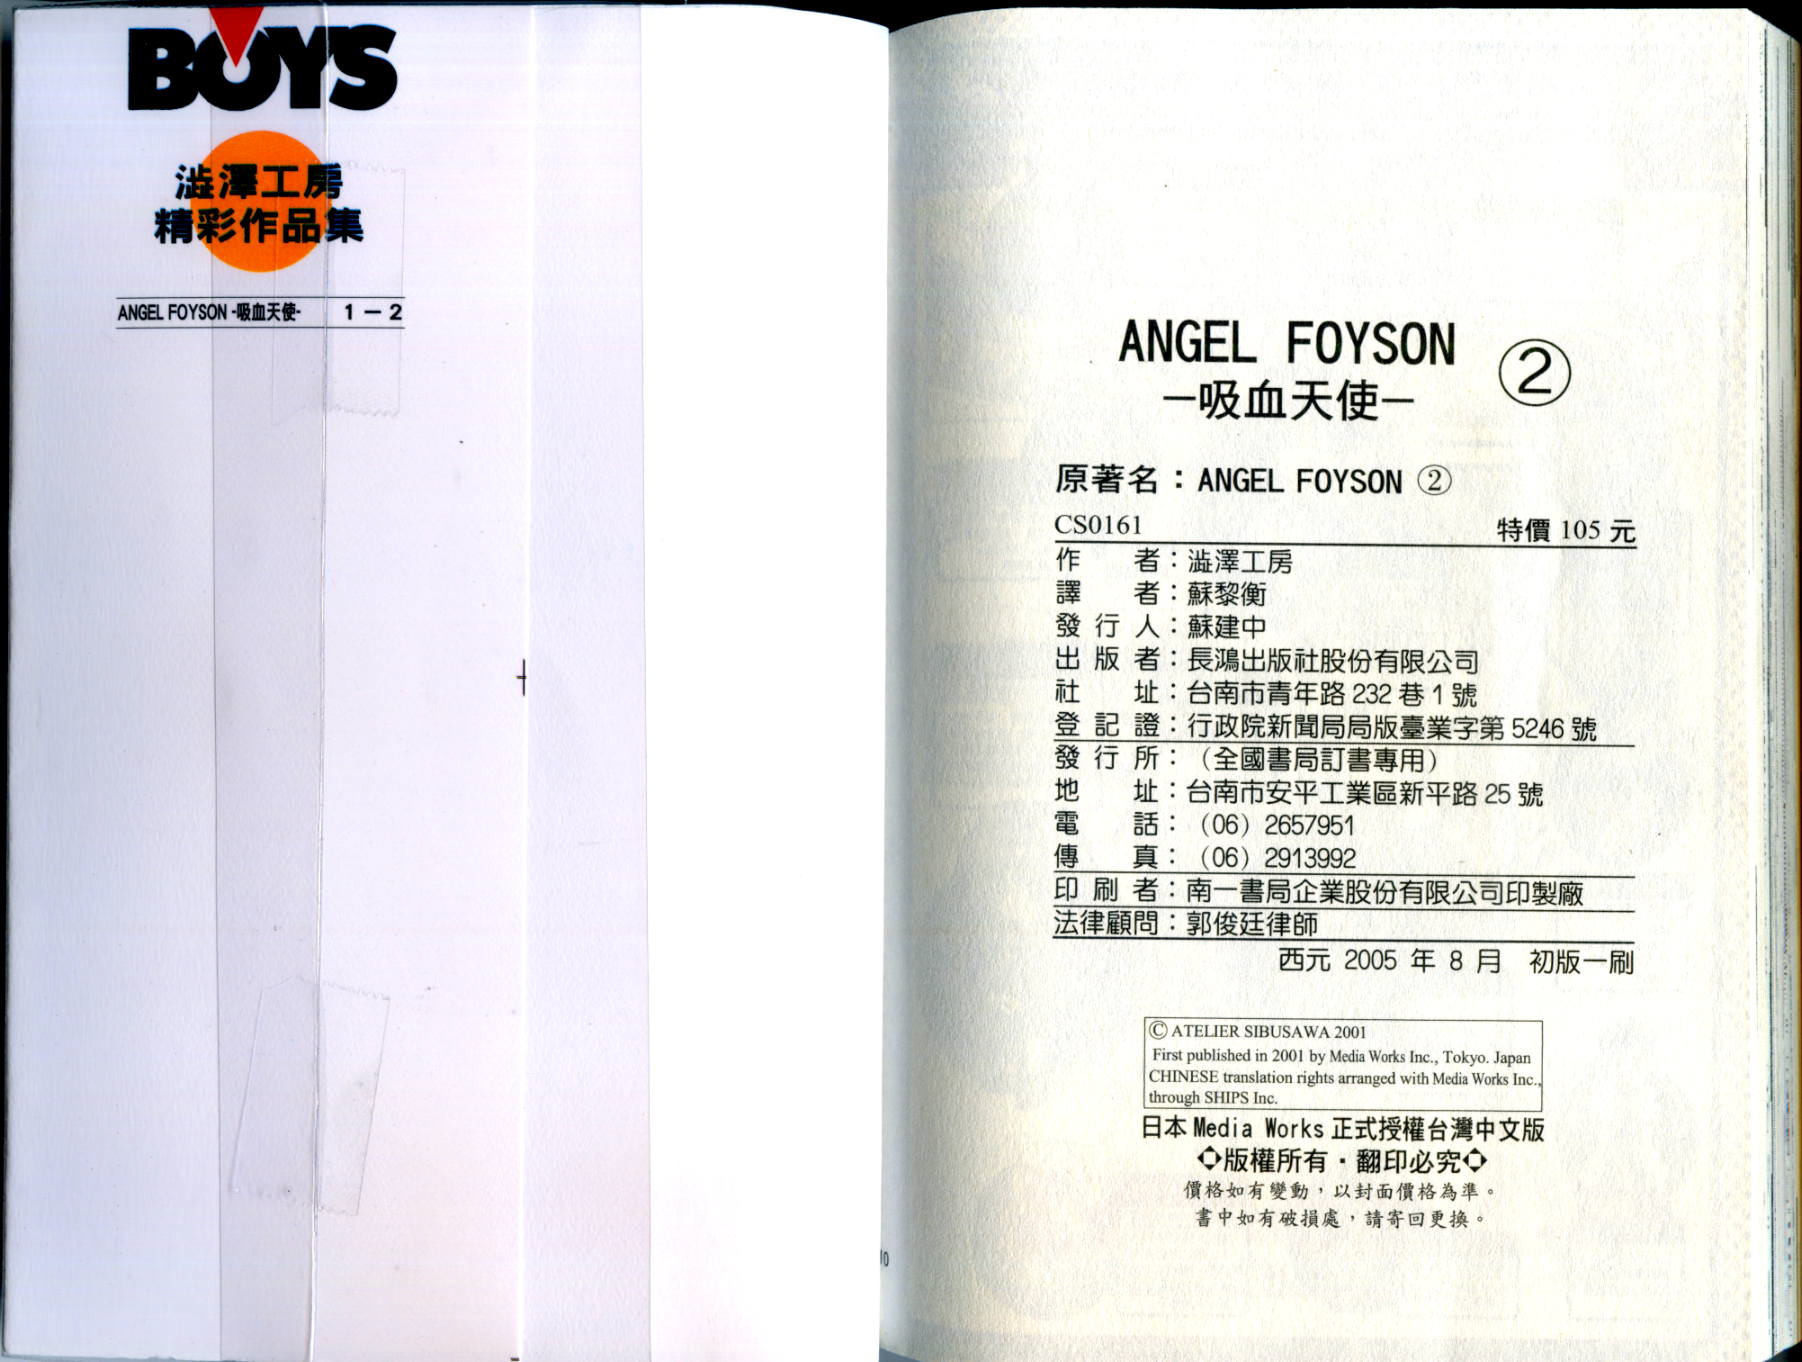 BOYS
澁澤工房
精彩作品集
ANGEL FOYSON -吸血天使- 1－2
ANGEL FOYSON ②
－吸血天使－
原著名：ANGEL FOYSON ②
CS0161 特價 105 元
作者：澁澤工房
譯者：蘇黎衡
發行人：蘇建中
出版者：長鴻出版社股份有限公司
社址：台南市青年路 232 巷 1 號
登記證：行政院新聞局局版臺業字第 5246 號
發行所：（全國書局訂書專用）
地址：台南市安平工業區新平路 25 號
電話：（06）2657951
傳真：（06）2913992
印刷者：南一書局企業股份有限公司印製廠
法律顧問：郭俊廷律師
西元 2005 年 8 月 初版一刷
© ATELIER SIBUSAWA 2001
First published in 2001 by Media Works Inc., Tokyo. Japan
CHINESE translation rights arranged with Media Works Inc.,
through SHIPS Inc.
日本 Media Works 正式授權台灣中文版
◇版權所有・翻印必究◇
價格如有變動，以封面價格為準。
書中如有破損處，請寄回更換。